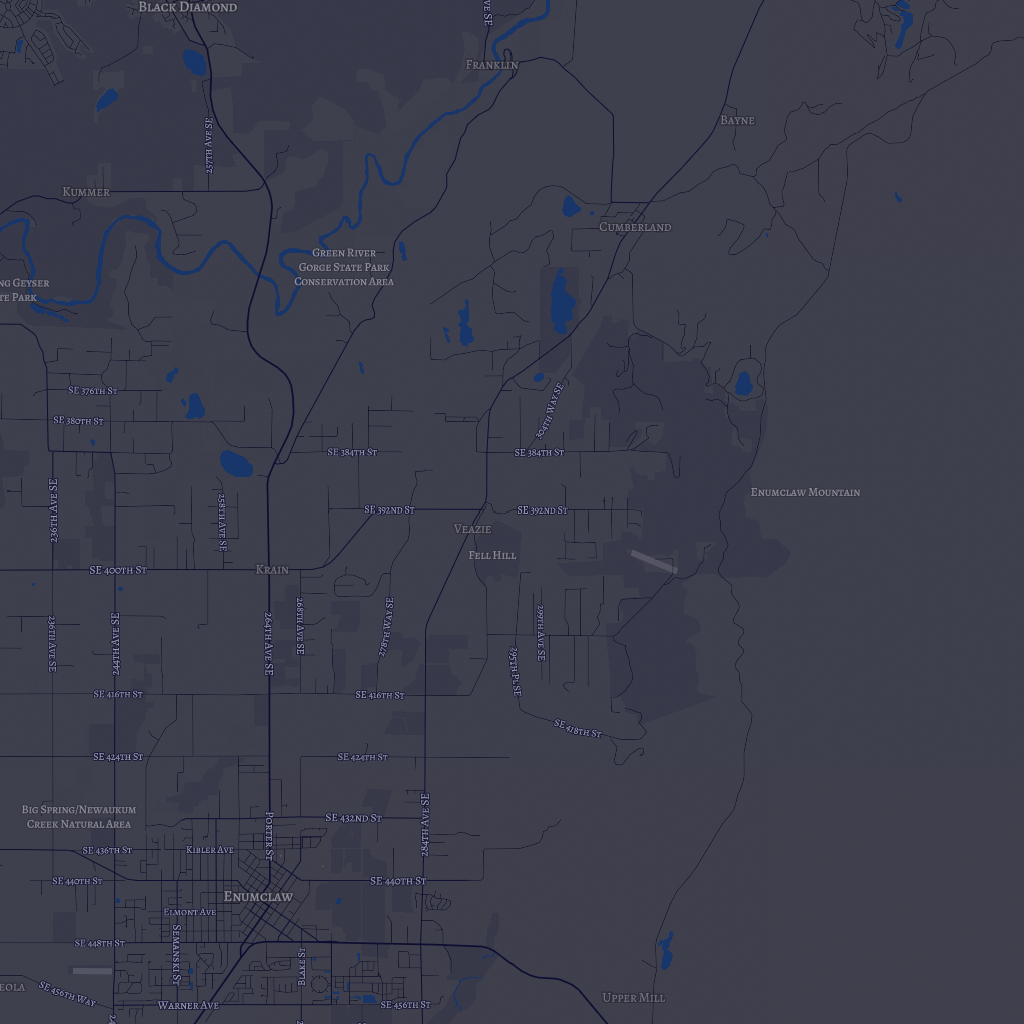 Black Diamond
VE SE
Franklin
Bayne
257th Ave SE
Kummer
Cumberland
Green River
Gorge State Park
Conservation Area
ng Geyser
te Park
SE 376th St
SE 380th St
304th Way SE
SE 384th St
SE 384th St
236th Ave SE
258th Ave SE
Enumclaw Mountain
SE 392nd St
SE 392nd St
Veazie
Fell Hill
SE 400th St
Krain
236th Ave SE
244th Ave SE
264th Ave SE
268th Ave SE
278th Way SE
299th Ave SE
295th Pl SE
SE 416th St
SE 416th St
SE 418th St
SE 424th St
SE 424th St
Big Spring/Newaukum
Creek Natural Area
Porter St
SE 432nd St
284th Ave SE
SE 436th St
Kibler Ave
SE 440th St
SE 440th St
Enumclaw
Elmont Ave
SE 448th St
Semanski St
Blake St
eola
SE 456th Way
Warner Ave
SE 456th St
Upper Mill